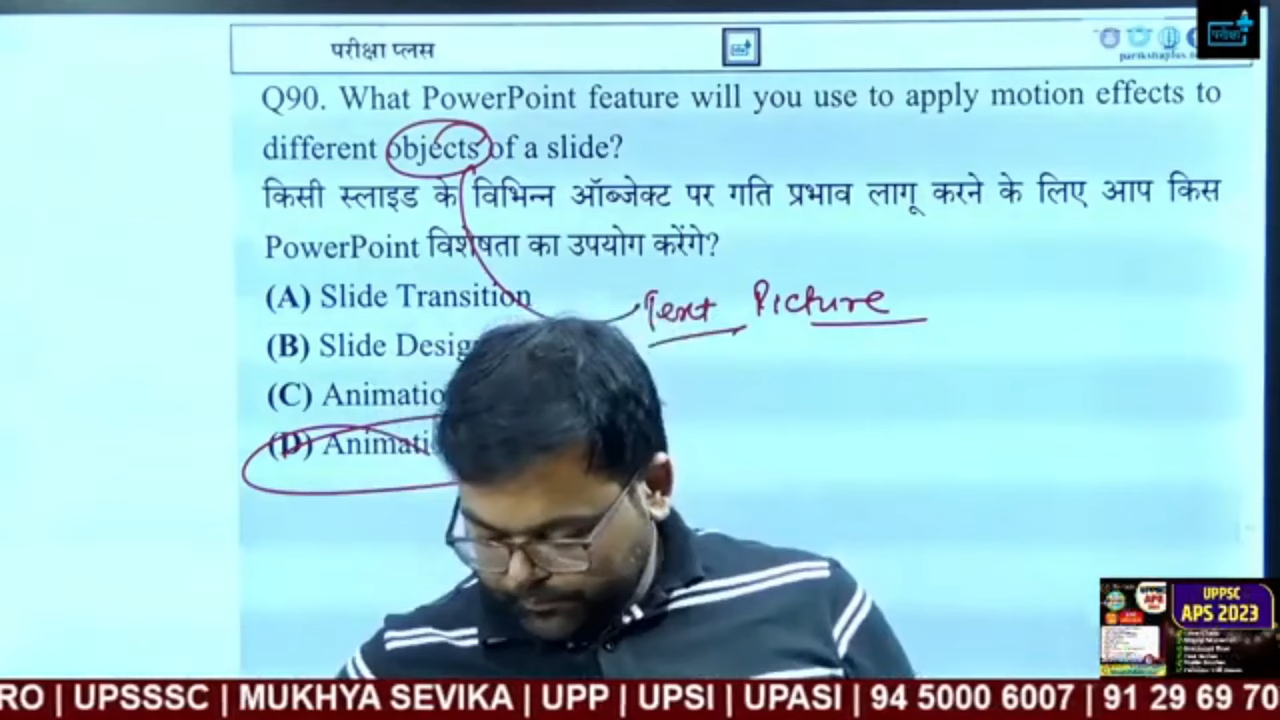 परीक्षा प्लस
परीक्षा
Q90. What PowerPoint feature will you use to apply motion effects to
different objects of a slide?
किसी स्लाइड के विभिन्न ऑब्जेक्ट पर गति प्रभाव लागू करने के लिए आप किस
PowerPoint विशेषता का उपयोग करेंगे?
(A) Slide Transition
Text Picture
(B) Slide Desig
(C) Animatio
(D) Animati
UPPSC
APS 2023
RO | UPSSSC | MUKHYA SEVIKA | UPP | UPSI | UPASI | 94 5000 6007 | 91 29 69 70